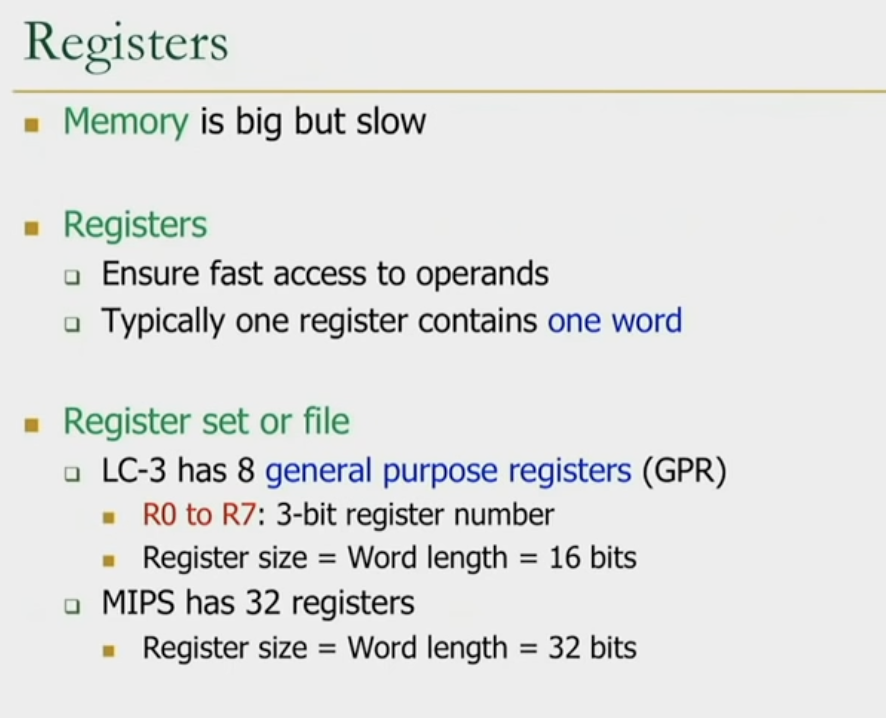 Registers
Memory is big but slow
Registers
Ensure fast access to operands
Typically one register contains one word
Register set or file
LC-3 has 8 general purpose registers (GPR)
R0 to R7: 3-bit register number
Register size = Word length = 16 bits
MIPS has 32 registers
Register size = Word length = 32 bits